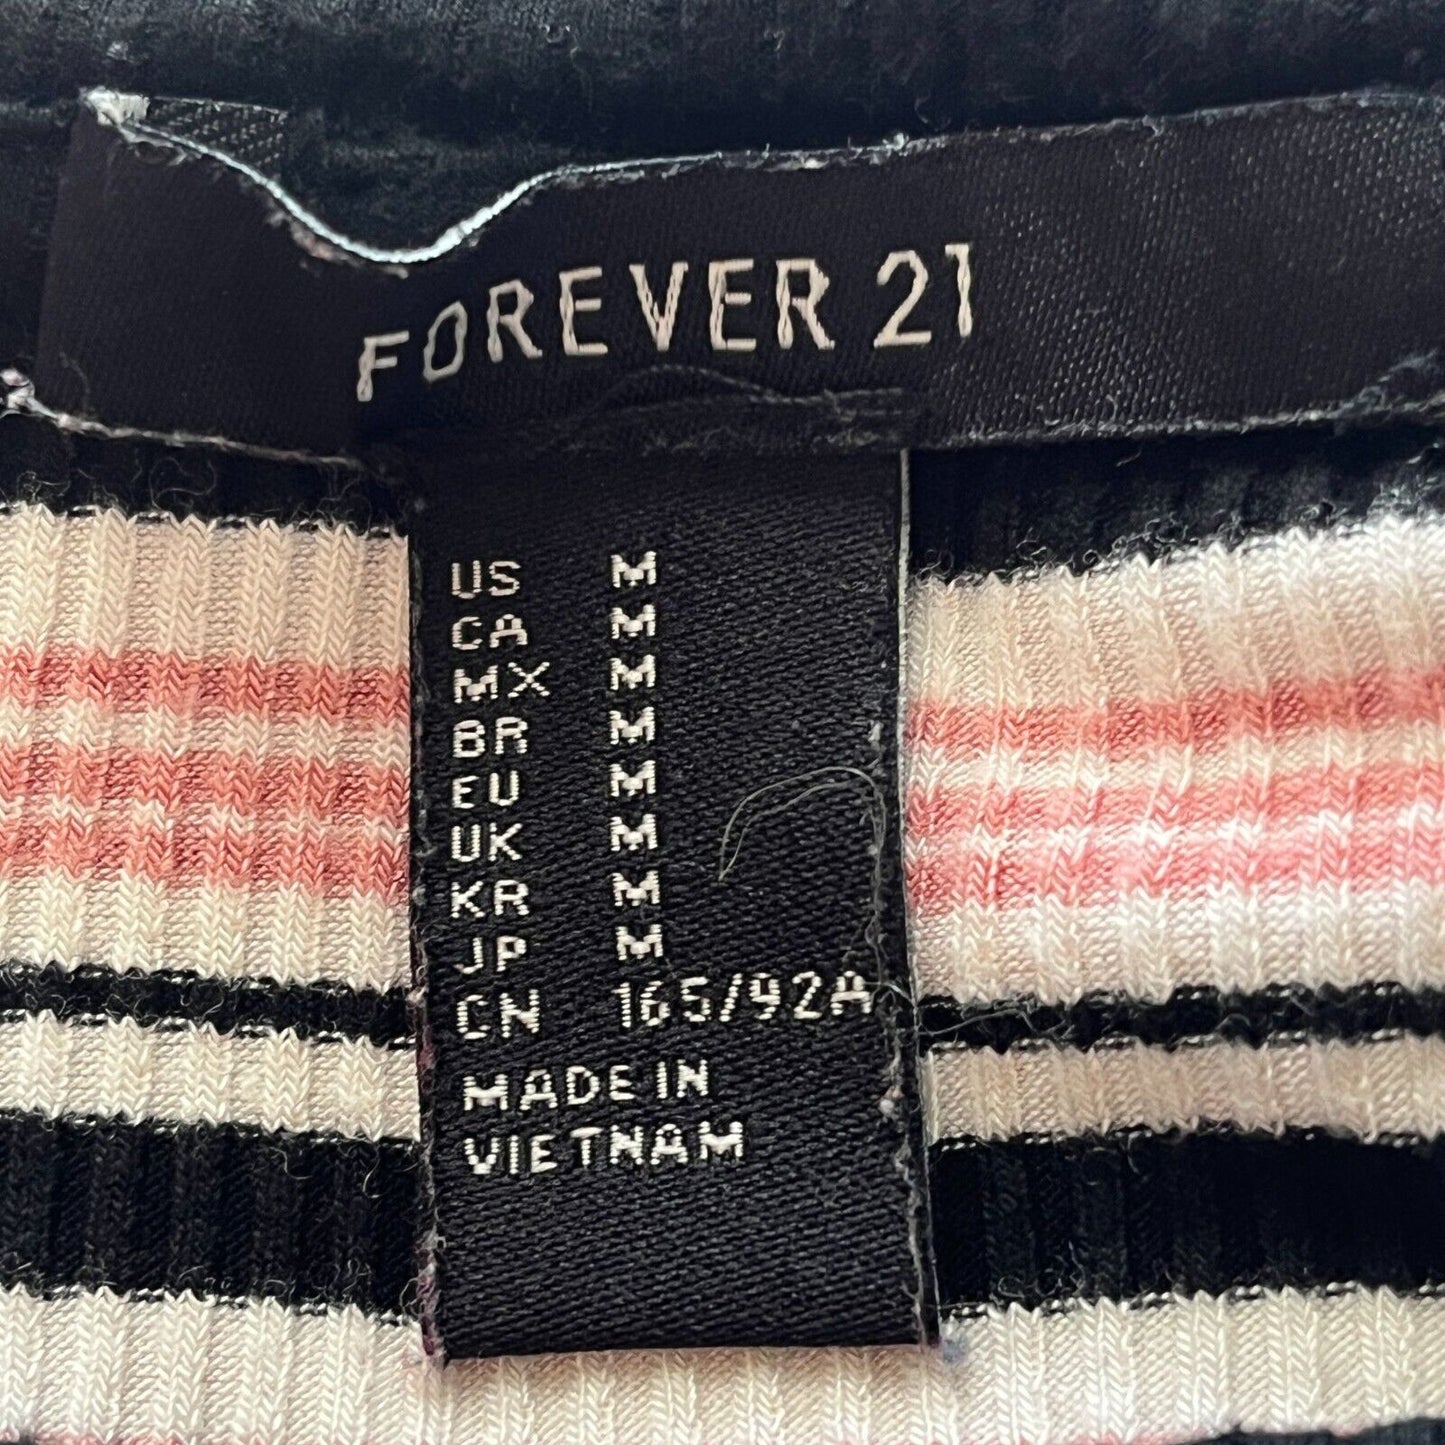 FOREVER 21
US M
CA M
MX M
BR M
EU M
UK M
KR M
JP M
CN 165/92A
MADE IN
VIETNAM